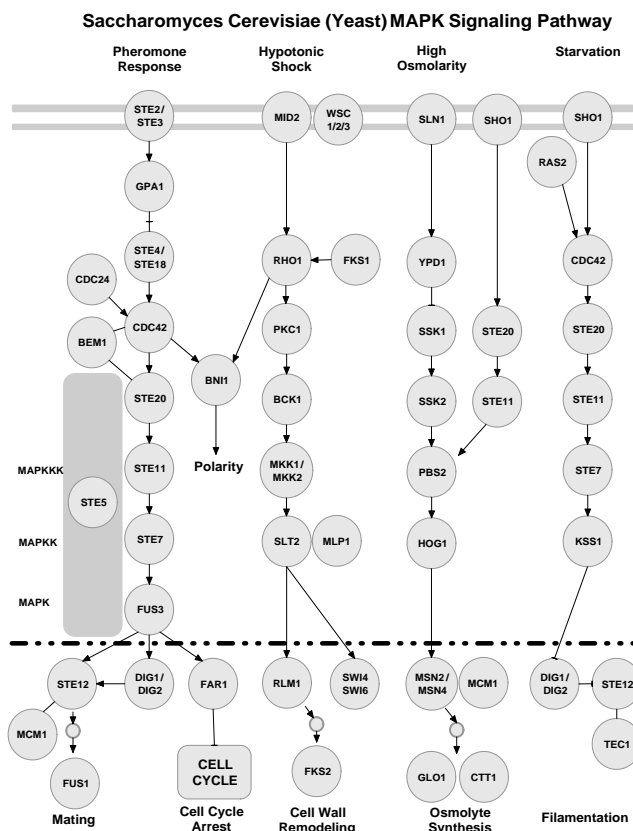 Saccharomyces Cerevisiae (Yeast) MAPK Signaling Pathway
Pheromone
Response
Hypotonic
Shock
High
Osmolarity
Starvation
STE2/
STE3
MID2
WSC
1/2/3
SLN1
SHO1
SHO1
RAS2
GPA1
STE4/
STE18
RHO1
FKS1
YPD1
CDC42
CDC24
CDC42
BEM1
PKC1
SSK1
STE20
STE20
BNI1
STE20
BCK1
SSK2
STE11
STE11
Polarity
MAPKKK
STE11
MKK1/
MKK2
PBS2
STE7
STE5
MAPKK
STE7
SLT2
MLP1
HOG1
KSS1
MAPK
FUS3
STE12
DIG1/
DIG2
FAR1
RLM1
SWI4
SWI6
MSN2/
MSN4
MCM1
DIG1/
DIG2
STE12
MCM1
TEC1
FUS1
CELL
CYCLE
FKS2
GLO1
CTT1
Mating
Cell Cycle
Arrest
Cell Wall
Remodeling
Osmolyte
Synthesis
Filamentation